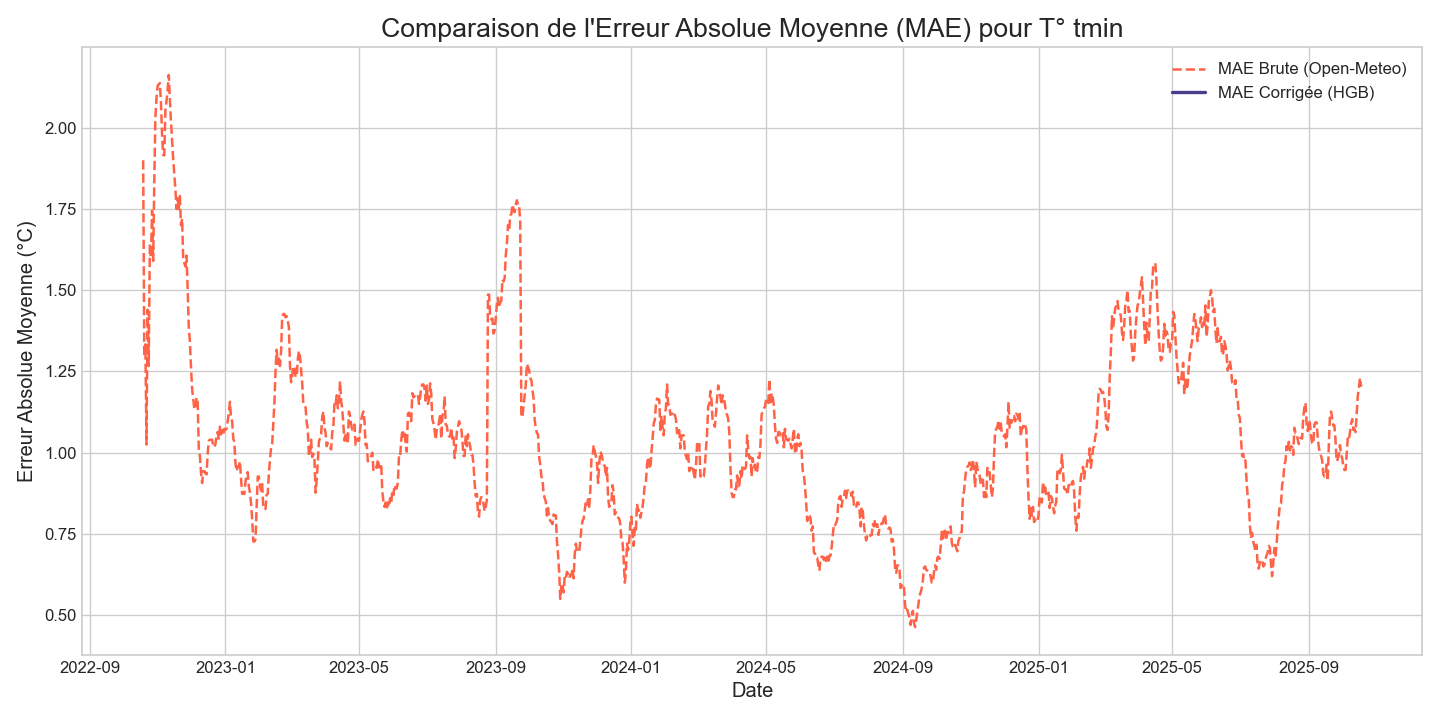 Comparaison de l'Erreur Absolue Moyenne (MAE) pour T° tmin
MAE Brute (Open-Meteo)
MAE Corrigée (HGB)
Erreur Absolue Moyenne (°C)
2.00
1.75
1.50
1.25
1.00
0.75
0.50
2022-09 2023-01 2023-05 2023-09 2024-01 2024-05 2024-09 2025-01 2025-05 2025-09
Date